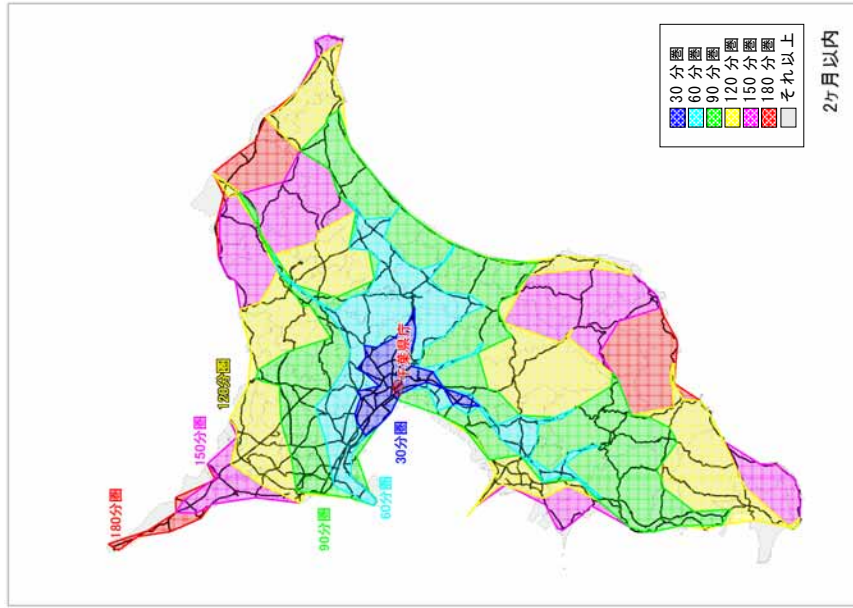 180分圏
150分圏
120分圏
90分圏
60分圏
30分圏
千葉県庁
30 分圏
60 分圏
90 分圏
120 分圏
150 分圏
180 分圏
それ以上
2ヶ月以内